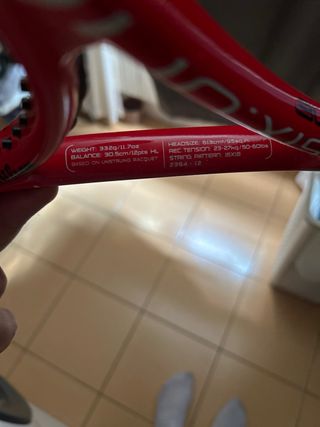 WEIGHT: 332g/11.7oz
BALANCE: 30.5cm/12pts HL
BASED ON UNSTRUNG RACQUET
HEADSIZE: 613cm²/95sq.in.
REC TENSION: 23-27kg/50-60lbs
STRING PATTERN: 16X18